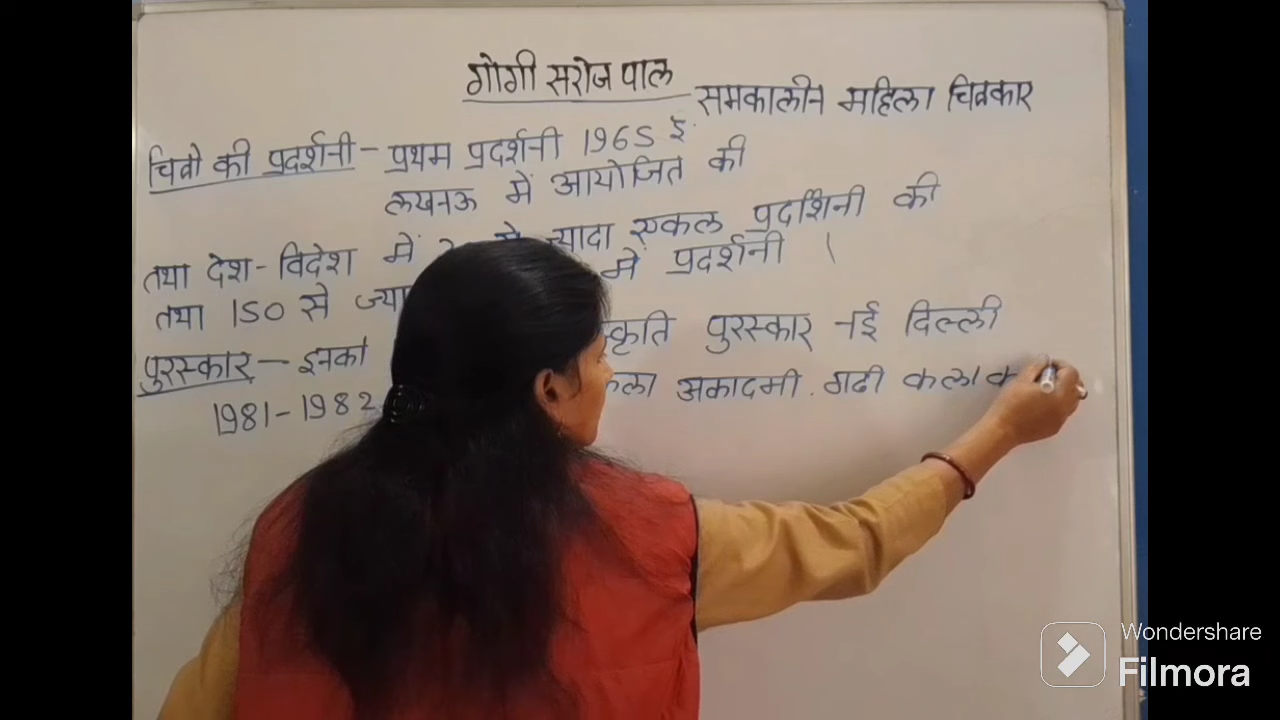 गोगी सरोज पाल
समकालीन महिला चित्रकार
चित्रो की प्रदर्शनी - प्रथम प्रदर्शनी 1965 ई.
लखनऊ में आयोजित की
तथा देश-विदेश में ज्यादा एकल प्रदर्शिनी की
तथा 150 से में प्रदर्शनी (
पुरस्कार - इनको पुरस्कार नई दिल्ली
1981-1982 अकादमी. गढी कला
Wondershare
Filmora